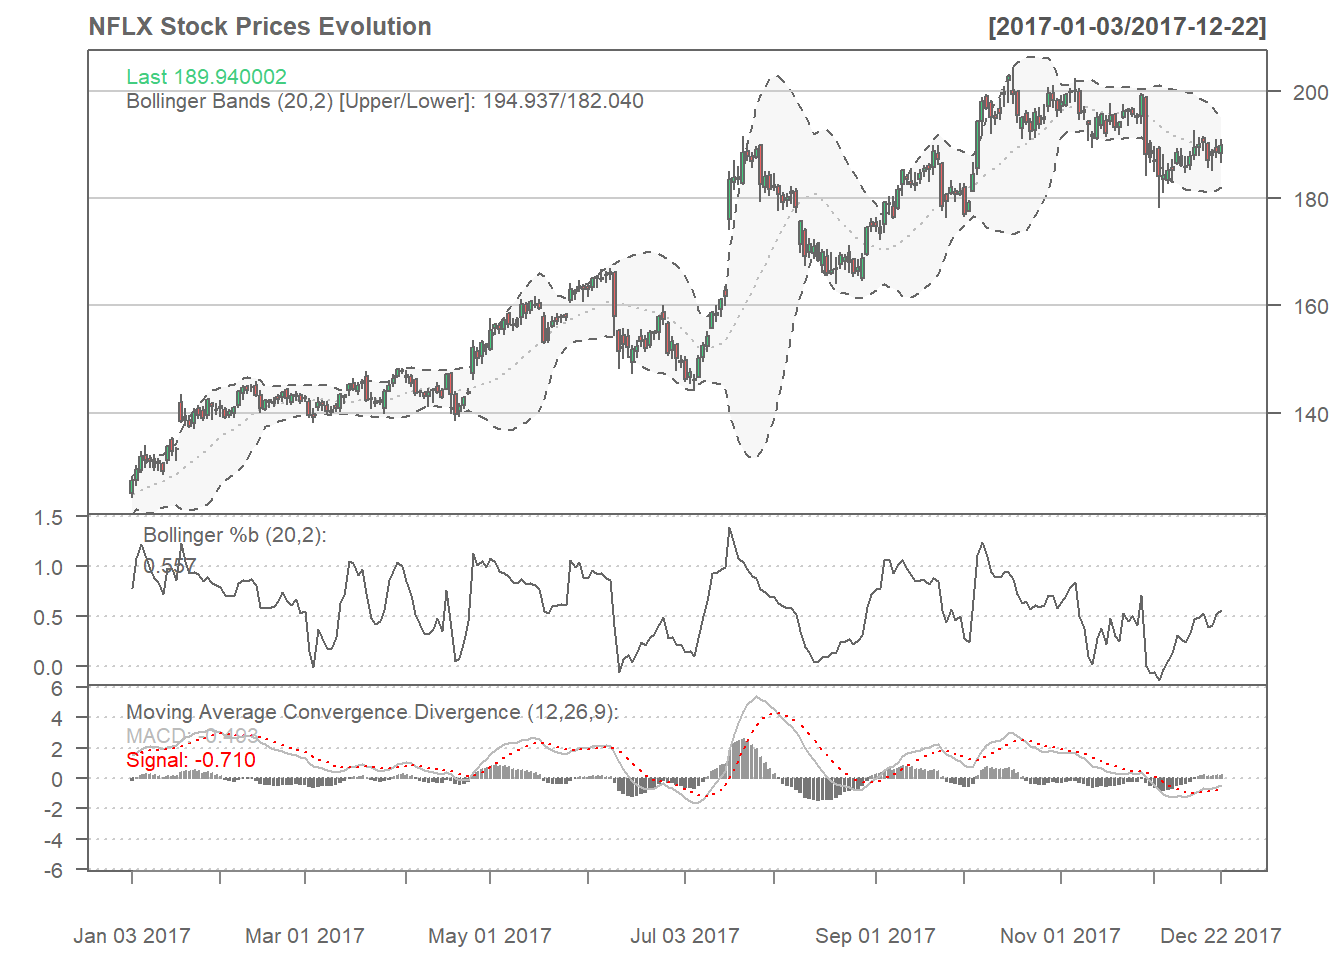 NFLX Stock Prices Evolution [2017-01-03/2017-12-22]
Last 189.940002
Bollinger Bands (20,2) [Upper/Lower]: 194.937/182.040
200
180
160
140
Bollinger %b (20,2):
0.557
1.5
1.0
0.5
0.0
Moving Average Convergence Divergence (12,26,9):
MACD: -0.493
Signal: -0.710
6
4
2
0
-2
-4
-6
Jan 03 2017 Mar 01 2017 May 01 2017 Jul 03 2017 Sep 01 2017 Nov 01 2017 Dec 22 2017